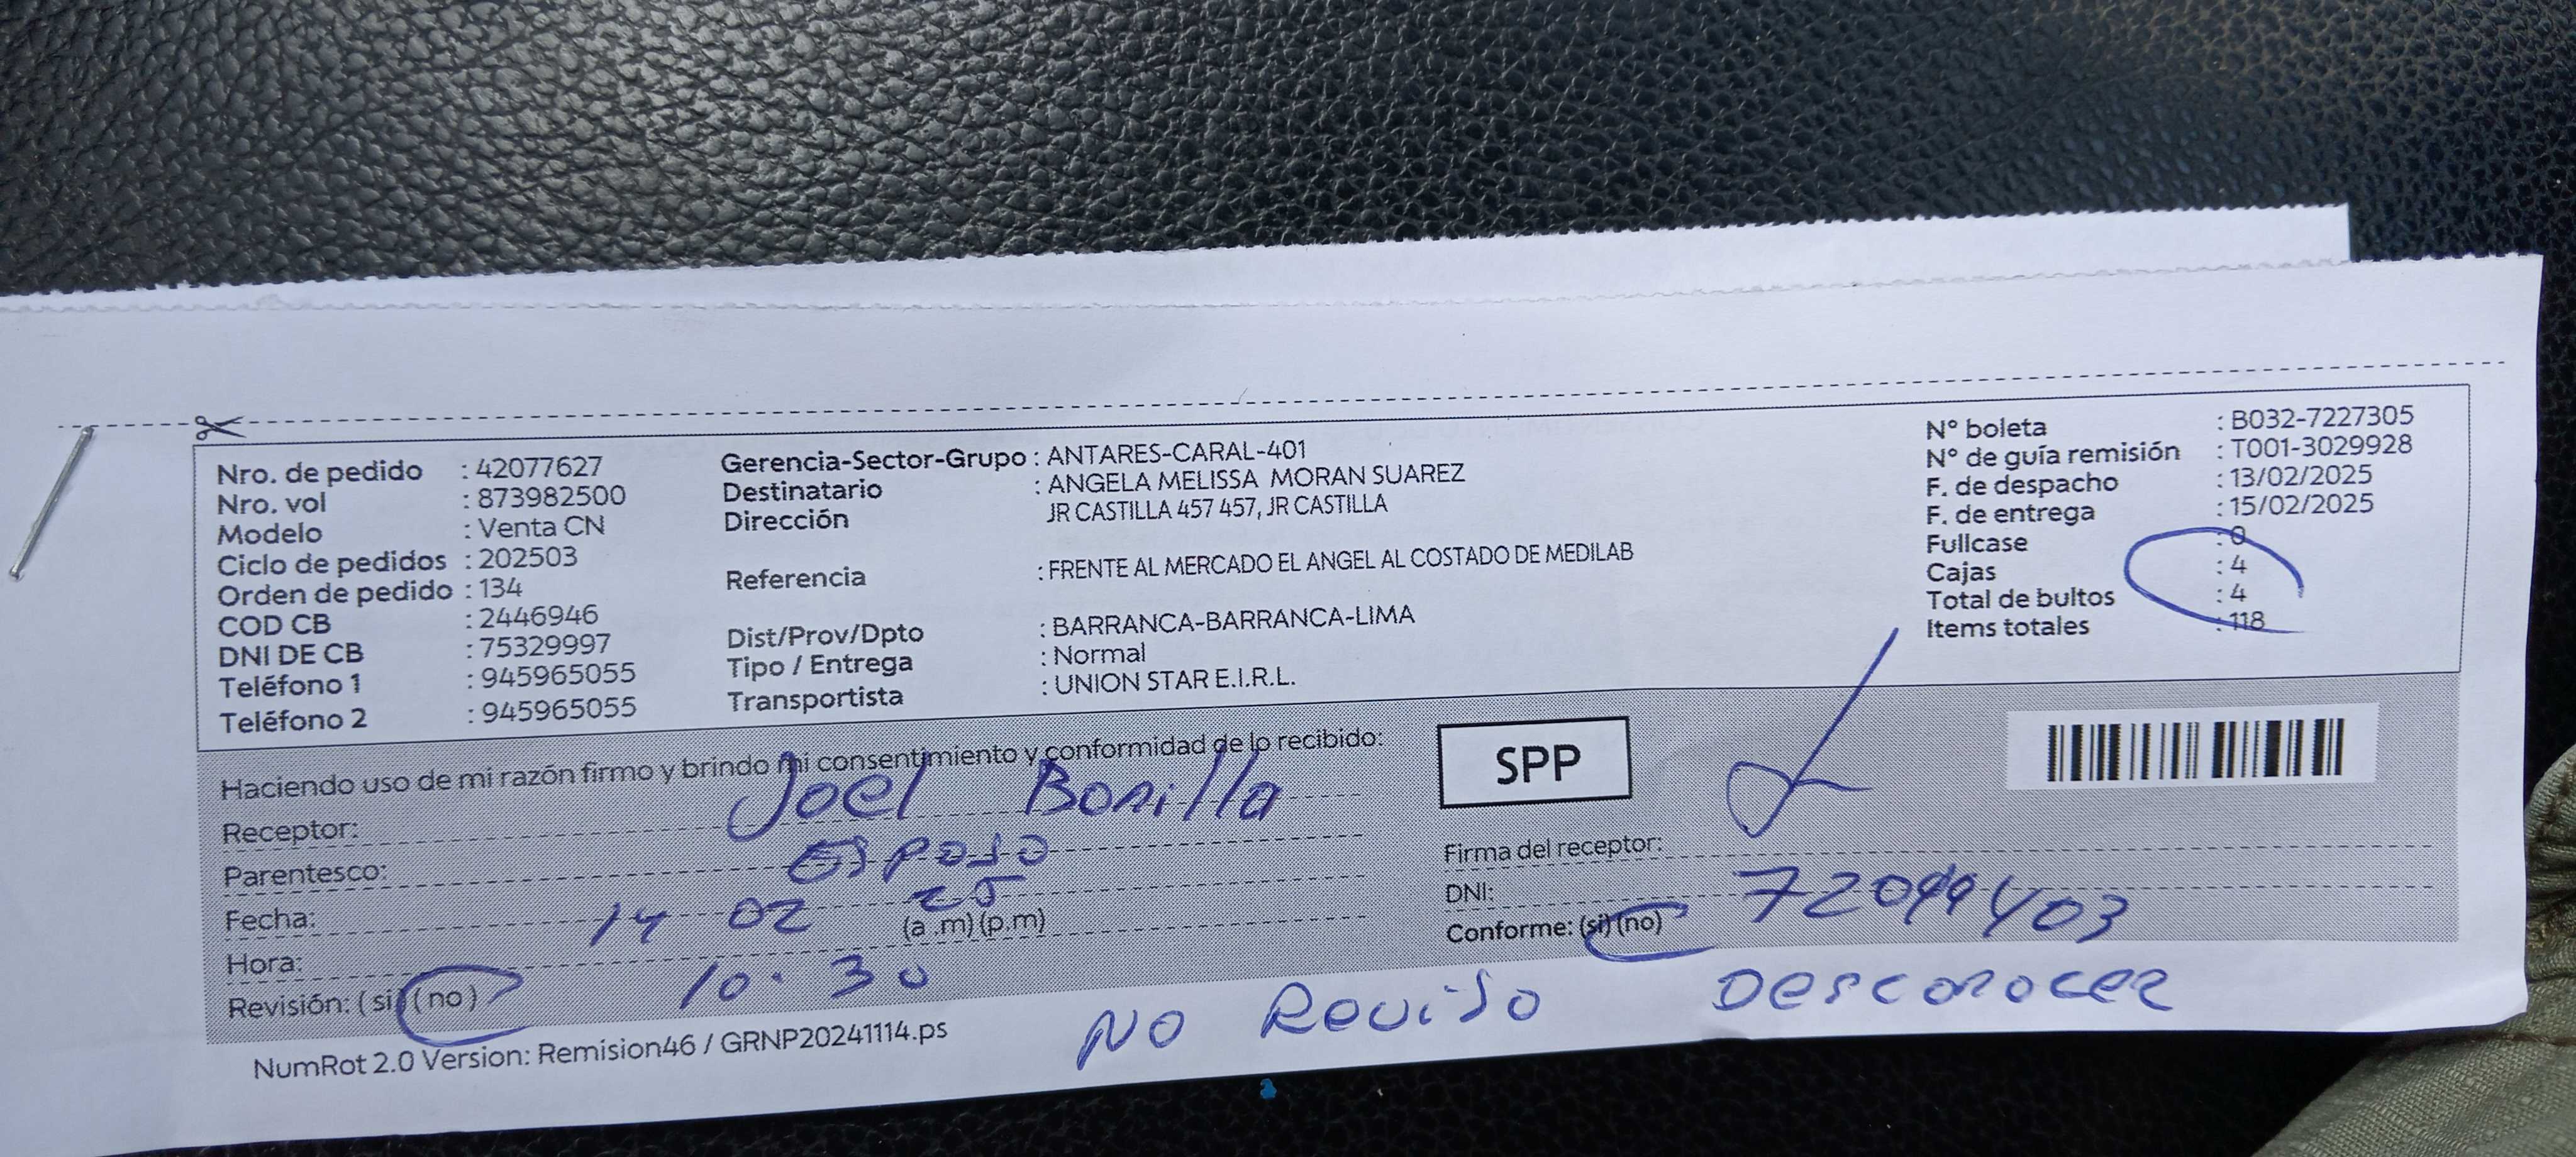 Nro. de pedido : 42077627
Nro. vol : 873982500
Modelo : Venta CN
Ciclo de pedidos : 202503
Orden de pedido : 134
COD CB : 2446946
DNI DE CB : 75329997
Teléfono 1 : 945965055
Teléfono 2 : 945965055
Gerencia-Sector-Grupo : ANTARES-CARAL-401
Destinatario : ANGELA MELISSA MORAN SUAREZ
Dirección JR CASTILLA 457 457, JR CASTILLA
Referencia : FRENTE AL MERCADO EL ANGEL AL COSTADO DE MEDILAB
Dist/Prov/Dpto : BARRANCA-BARRANCA-LIMA
Tipo / Entrega : Normal
Transportista : UNION STAR E.I.R.L.
N° boleta : B032-7227305
N° de guía remisión : T001-3029928
F. de despacho : 13/02/2025
F. de entrega : 15/02/2025
Fullcase : 0
Cajas : 4
Total de bultos : 4
Items totales : 118
Haciendo uso de mi razón firmo y brindo mi consentimiento y conformidad de lo recibido:
Receptor: Joel Bonilla
Parentesco: Esposo
Fecha: 14 02 25
(a .m) (p.m)
Hora: 10:30
Revisión: ( si) (no)
SPP
Firma del receptor:
DNI:
Conforme: (si) (no)
NO Reviso Desconocer
NumRot 2.0 Version: Remision46 / GRNP20241114.ps